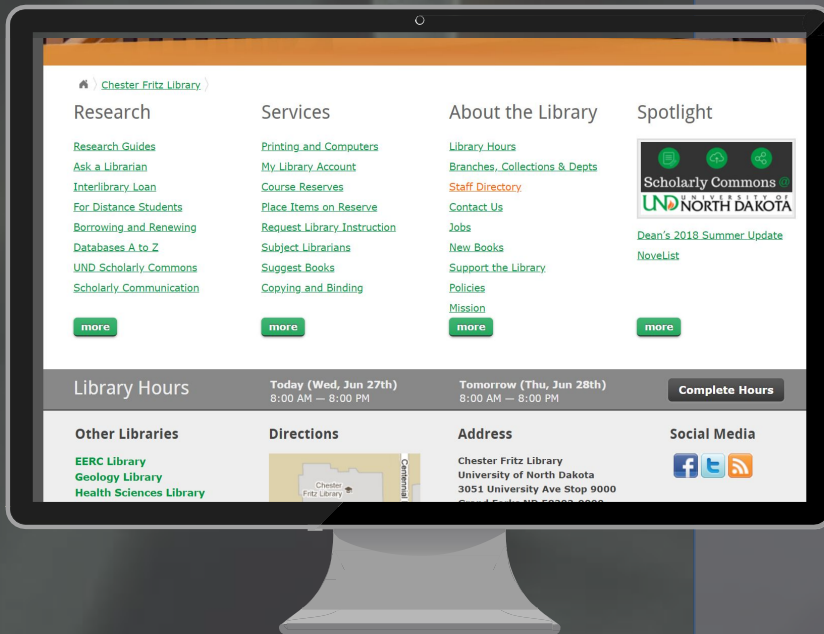 Chester Fritz Library
Research
Research Guides
Ask a Librarian
Interlibrary Loan
For Distance Students
Borrowing and Renewing
Databases A to Z
UND Scholarly Commons
Scholarly Communication
more
Services
Printing and Computers
My Library Account
Course Reserves
Place Items on Reserve
Request Library Instruction
Subject Librarians
Suggest Books
Copying and Binding
more
About the Library
Library Hours
Branches, Collections & Depts
Staff Directory
Contact Us
Jobs
New Books
Support the Library
Policies
Mission
more
Spotlight
Scholarly Commons @
UND UNIVERSITY OF
NORTH DAKOTA
Dean's 2018 Summer Update
NoveList
more
Library Hours
Today (Wed, Jun 27th)
8:00 AM — 8:00 PM
Tomorrow (Thu, Jun 28th)
8:00 AM — 8:00 PM
Complete Hours
Other Libraries
EERC Library
Geology Library
Health Sciences Library
Directions
Chester
Fritz Library
Centennial
Address
Chester Fritz Library
University of North Dakota
3051 University Ave Stop 9000
Social Media